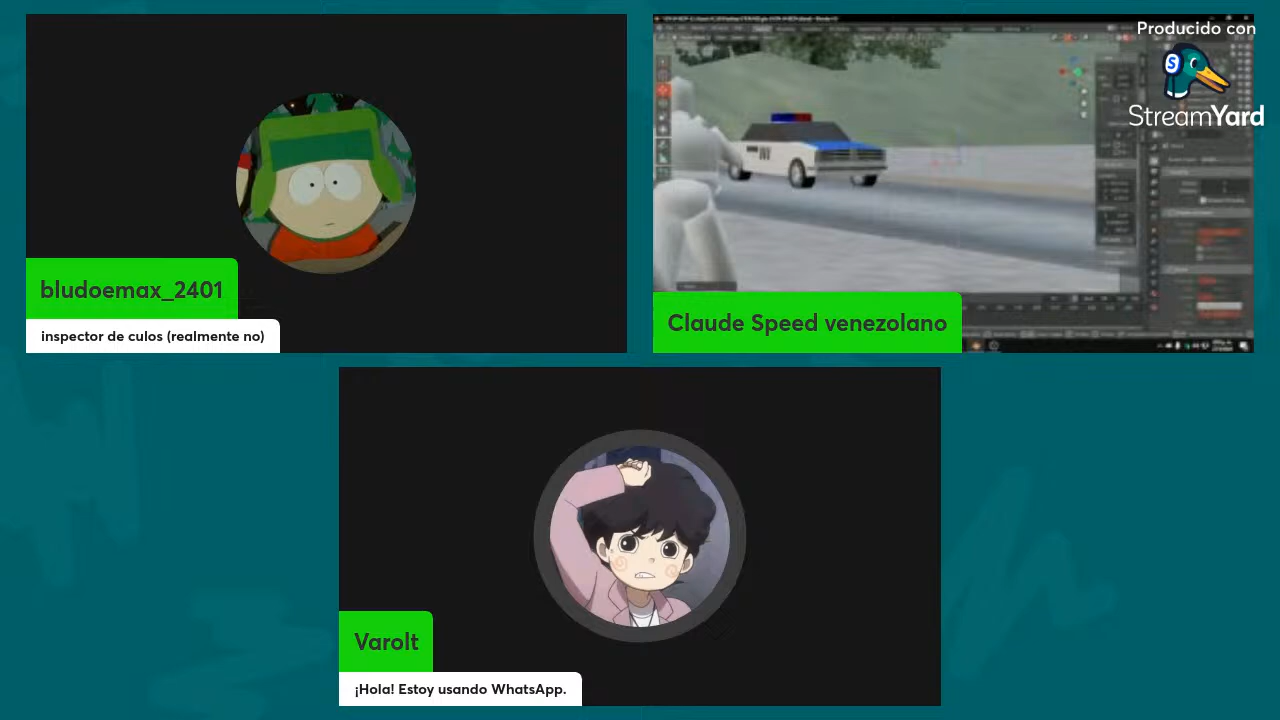 Producido con
StreamYard
bludoemax_2401
inspector de culos (realmente no)
Claude Speed venezolano
Varolt
¡Hola! Estoy usando WhatsApp.